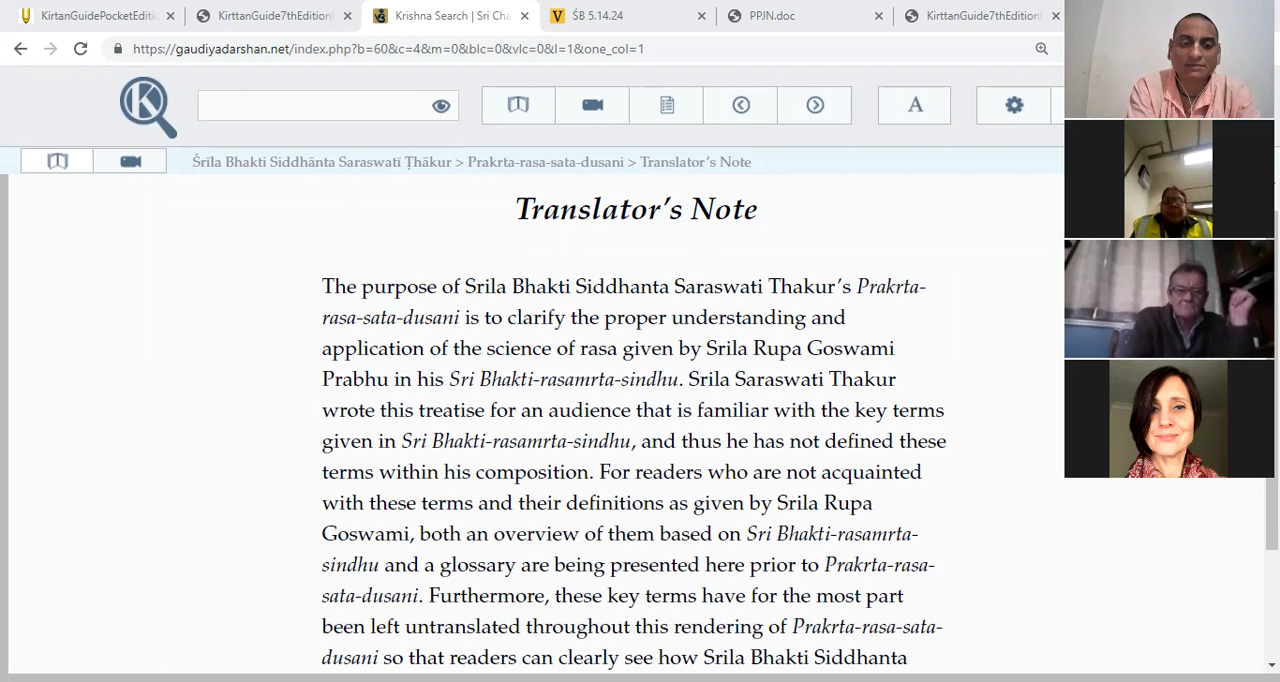 KirtanGuidePocketEditi
KirttanGuide7thEdition
Krishna Search | Sri Cha
ŚB 5.14.24
PPJN.doc
KirttanGuide7thEdition
https://gaudiyadarshan.net/index.php?b=60&c=4&m=0&blc=0&vlc=0&l=1&one_col=1
K
A
Śrīla Bhakti Siddhānta Saraswatī Ṭhākur > Prakrta-rasa-sata-dusani > Translator's Note
Translator's Note
The purpose of Srila Bhakti Siddhanta Saraswati Thakur's Prakrta-
rasa-sata-dusani is to clarify the proper understanding and
application of the science of rasa given by Srila Rupa Goswami
Prabhu in his Sri Bhakti-rasamrta-sindhu. Srila Saraswati Thakur
wrote this treatise for an audience that is familiar with the key terms
given in Sri Bhakti-rasamrta-sindhu, and thus he has not defined these
terms within his composition. For readers who are not acquainted
with these terms and their definitions as given by Srila Rupa
Goswami, both an overview of them based on Sri Bhakti-rasamrta-
sindhu and a glossary are being presented here prior to Prakrta-rasa-
sata-dusani. Furthermore, these key terms have for the most part
been left untranslated throughout this rendering of Prakrta-rasa-sata-
dusani so that readers can clearly see how Srila Bhakti Siddhanta